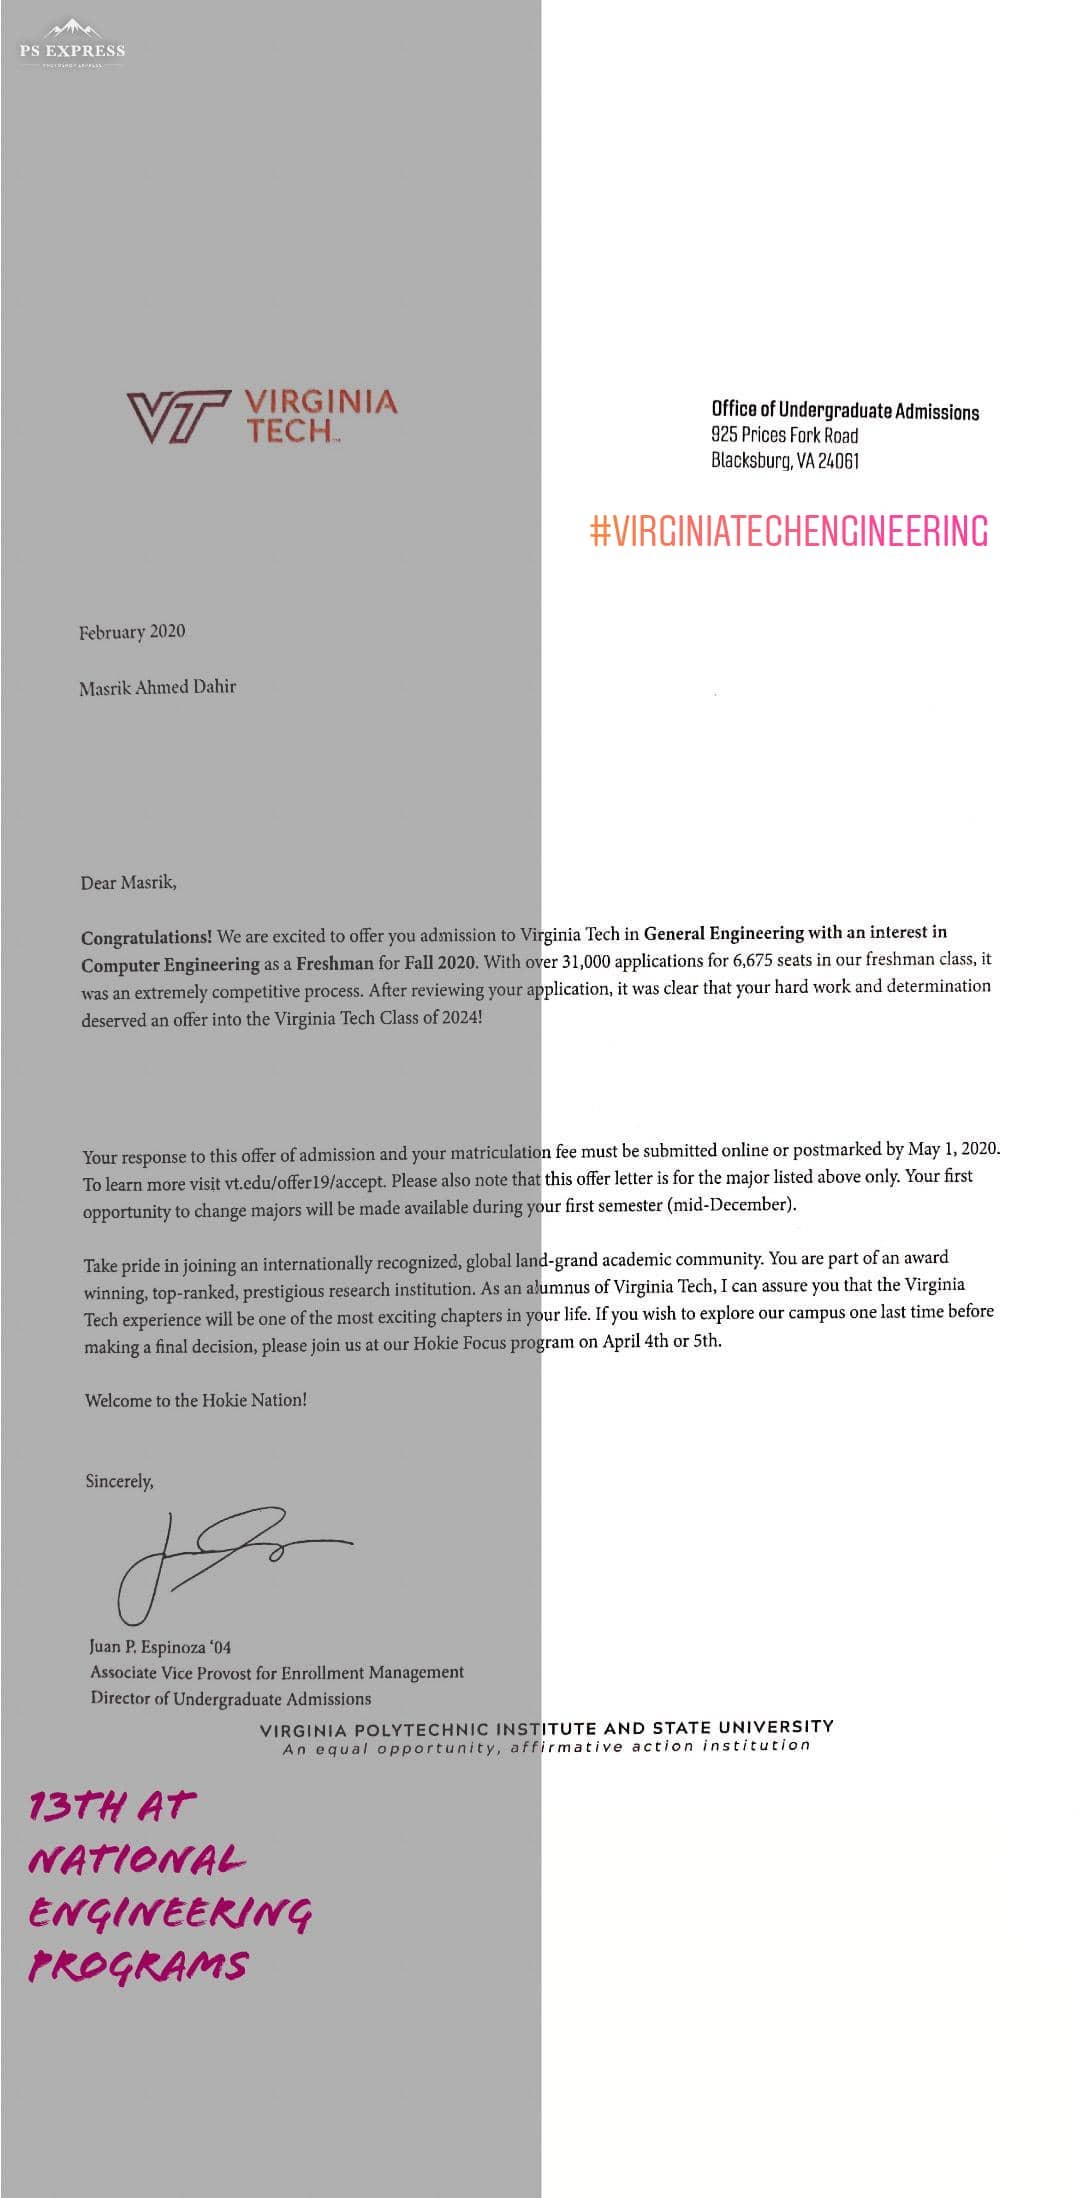 PS EXPRESS
PHOTOSHOP EXPRESS
VT VIRGINIA
TECH™
Office of Undergraduate Admissions
925 Prices Fork Road
Blacksburg, VA 24061
#VIRGINIATECHENGINEERING
February 2020
Masrik Ahmed Dahir
Dear Masrik,
Congratulations! We are excited to offer you admission to Virginia Tech in General Engineering with an interest in
Computer Engineering as a Freshman for Fall 2020. With over 31,000 applications for 6,675 seats in our freshman class, it
was an extremely competitive process. After reviewing your application, it was clear that your hard work and determination
deserved an offer into the Virginia Tech Class of 2024!
Your response to this offer of admission and your matriculation fee must be submitted online or postmarked by May 1, 2020.
To learn more visit vt.edu/offer19/accept. Please also note that this offer letter is for the major listed above only. Your first
opportunity to change majors will be made available during your first semester (mid-December).
Take pride in joining an internationally recognized, global land-grand academic community. You are part of an award
winning, top-ranked, prestigious research institution. As an alumnus of Virginia Tech, I can assure you that the Virginia
Tech experience will be one of the most exciting chapters in your life. If you wish to explore our campus one last time before
making a final decision, please join us at our Hokie Focus program on April 4th or 5th.
Welcome to the Hokie Nation!
Sincerely,
Juan P. Espinoza ‘04
Associate Vice Provost for Enrollment Management
Director of Undergraduate Admissions
VIRGINIA POLYTECHNIC INSTITUTE AND STATE UNIVERSITY
An equal opportunity, affirmative action institution
13TH AT
NATIONAL
ENGINEERING
PROGRAMS